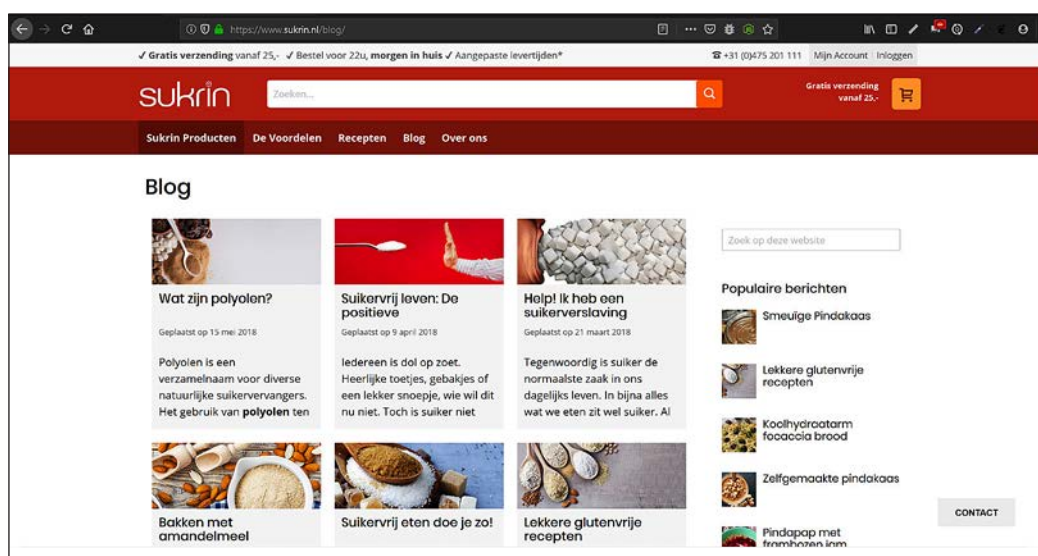 https://www.sukrin.nl/blog/
✓ Gratis verzending vanaf 25,- ✓ Bestel voor 22u, morgen in huis ✓ Aangepaste levertijden*
☎ +31 (0)475 201 111 Mijn Account Inloggen
sukrin
Zoeken...
Gratis verzending
vanaf 25,-
Sukrin Producten De Voordelen Recepten Blog Over ons
Blog
Wat zijn polyolen?
Geplaatst op 15 mei 2018
Polyolen is een
verzamelnaam voor diverse
natuurlijke suikervervangers.
Het gebruik van polyolen ten
Suikervrij leven: De
positieve
Geplaatst op 9 april 2018
Iedereen is dol op zoet.
Heerlijke toetjes, gebakjes of
een lekker snoepje, wie wil dit
nu niet. Toch is suiker niet
Help! Ik heb een
suikerverslaving
Geplaatst op 21 maart 2018
Tegenwoordig is suiker de
normaalste zaak in ons
dagelijks leven. In bijna alles
wat we eten zit wel suiker. Al
Bakken met
amandelmeel
Suikervrij eten doe je zo!
Lekkere glutenvrije
recepten
Zoek op deze website
Populaire berichten
Smeuïge Pindakaas
Lekkere glutenvrije
recepten
Koolhydraatarm
focaccia brood
Zelfgemaakte pindakaas
Pindapap met
frambozen jam
CONTACT